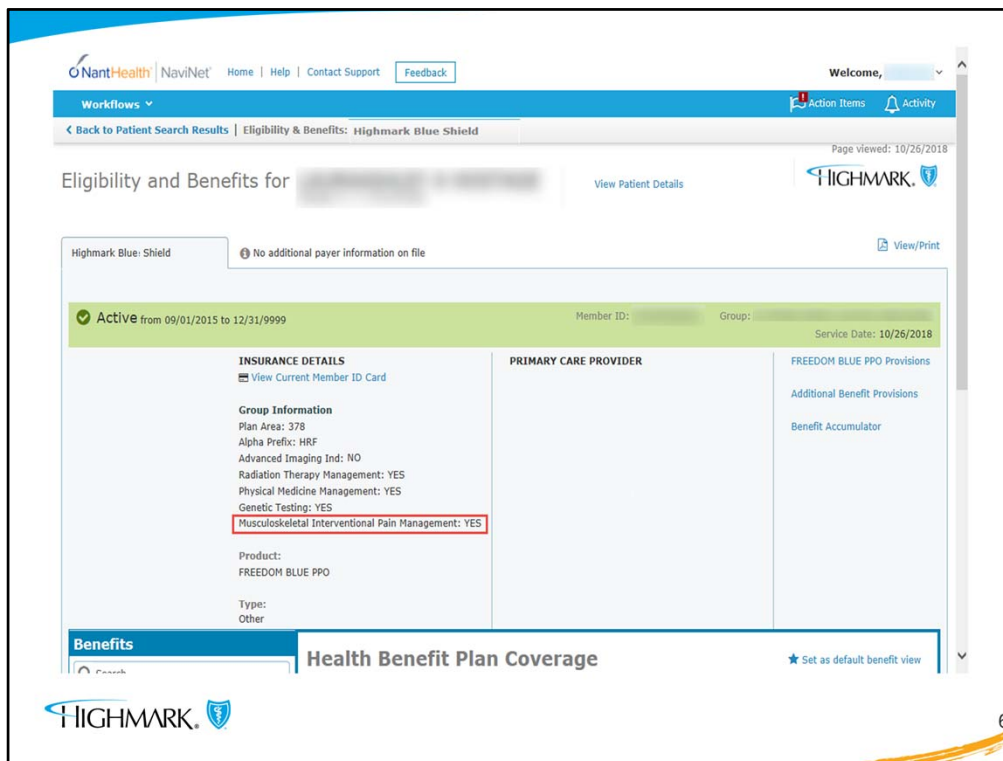 NantHealth® NaviNet® Home | Help | Contact Support Feedback Welcome,
Workflows Action Items Activity
Back to Patient Search Results | Eligibility & Benefits: Highmark Blue Shield
Page viewed: 10/26/2018
Eligibility and Benefits for View Patient Details HIGHMARK.
Highmark Blue Shield No additional payer information on file View/Print
Active from 09/01/2015 to 12/31/9999 Member ID: Group:
Service Date: 10/26/2018
INSURANCE DETAILS PRIMARY CARE PROVIDER FREEDOM BLUE PPO Provisions
View Current Member ID Card
Additional Benefit Provisions
Group Information
Plan Area: 378 Benefit Accumulator
Alpha Prefix: HRF
Advanced Imaging Ind: NO
Radiation Therapy Management: YES
Physical Medicine Management: YES
Genetic Testing: YES
Musculoskeletal Interventional Pain Management: YES
Product:
FREEDOM BLUE PPO
Type:
Other
Benefits
Search
Health Benefit Plan Coverage Set as default benefit view
HIGHMARK.
6